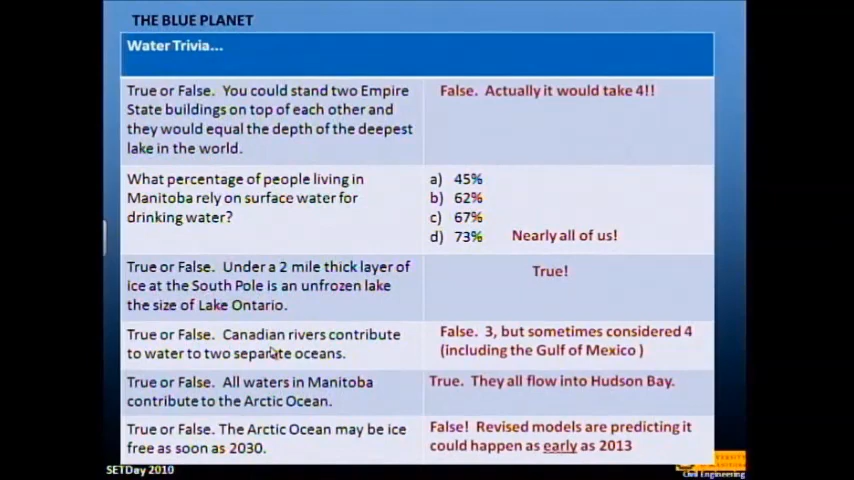 THE BLUE PLANET
Water Trivia...
True or False. You could stand two Empire
State buildings on top of each other and
they would equal the depth of the deepest
lake in the world.
False. Actually it would take 4!!
What percentage of people living in
Manitoba rely on surface water for
drinking water?
a) 45%
b) 62%
c) 67%
d) 73% Nearly all of us!
True or False. Under a 2 mile thick layer of
ice at the South Pole is an unfrozen lake
the size of Lake Ontario.
True!
True or False. Canadian rivers contribute
to water to two separate oceans.
False. 3, but sometimes considered 4
(including the Gulf of Mexico )
True or False. All waters in Manitoba
contribute to the Arctic Ocean.
True. They all flow into Hudson Bay.
True or False. The Arctic Ocean may be ice
free as soon as 2030.
False! Revised models are predicting it
could happen as early as 2013
SETDay 2010
Civil Engineering